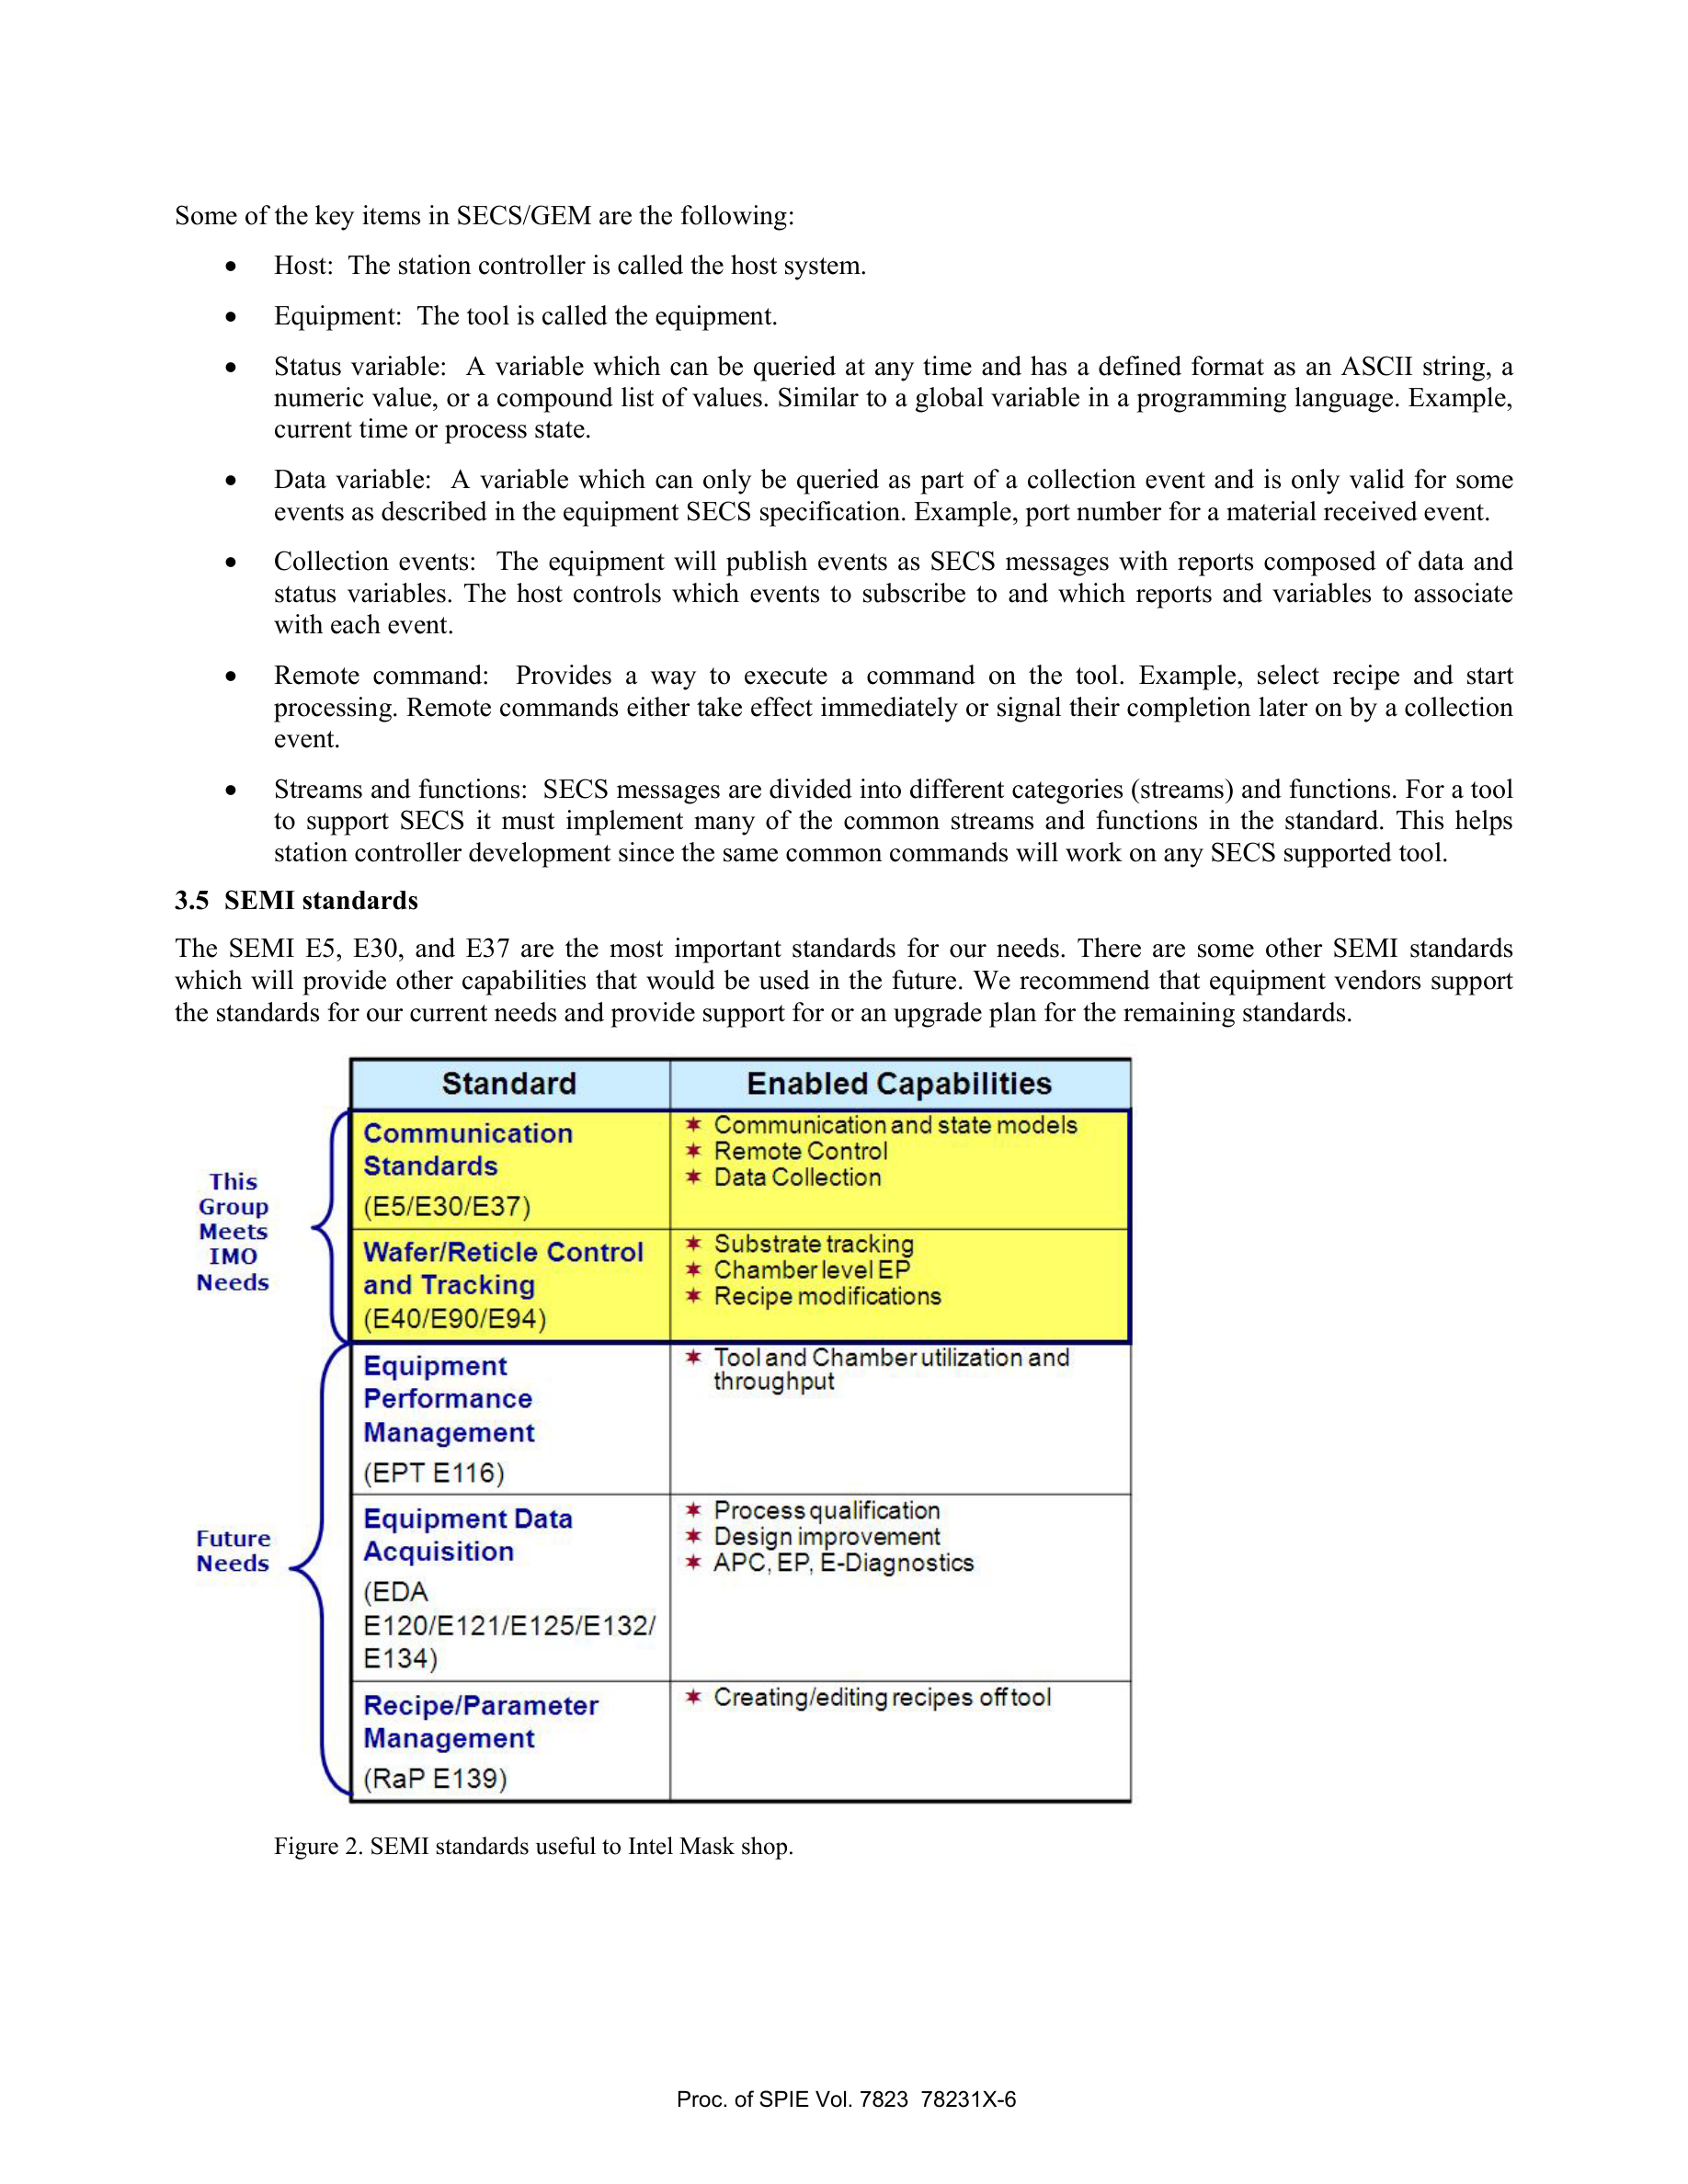 Some of the key items in SECS/GEM are the following:
• Host: The station controller is called the host system.
• Equipment: The tool is called the equipment.
• Status variable: A variable which can be queried at any time and has a defined format as an ASCII string, a
numeric value, or a compound list of values. Similar to a global variable in a programming language. Example,
current time or process state.
• Data variable: A variable which can only be queried as part of a collection event and is only valid for some
events as described in the equipment SECS specification. Example, port number for a material received event.
• Collection events: The equipment will publish events as SECS messages with reports composed of data and
status variables. The host controls which events to subscribe to and which reports and variables to associate
with each event.
• Remote command: Provides a way to execute a command on the tool. Example, select recipe and start
processing. Remote commands either take effect immediately or signal their completion later on by a collection
event.
• Streams and functions: SECS messages are divided into different categories (streams) and functions. For a tool
to support SECS it must implement many of the common streams and functions in the standard. This helps
station controller development since the same common commands will work on any SECS supported tool.
3.5 SEMI standards
The SEMI E5, E30, and E37 are the most important standards for our needs. There are some other SEMI standards
which will provide other capabilities that would be used in the future. We recommend that equipment vendors support
the standards for our current needs and provide support for or an upgrade plan for the remaining standards.
Standard
Enabled Capabilities
This
Group
Meets
IMO
Needs
Communication
Standards
(E5/E30/E37)
Communication and state models
Remote Control
Data Collection
Wafer/Reticle Control
and Tracking
(E40/E90/E94)
Substrate tracking
Chamber level EP
Recipe modifications
Future
Needs
Equipment
Performance
Management
(EPT E116)
Tool and Chamber utilization and
throughput
Equipment Data
Acquisition
(EDA
E120/E121/E125/E132/
E134)
Process qualification
Design improvement
APC, EP, E-Diagnostics
Recipe/Parameter
Management
(RaP E139)
Creating/editing recipes off tool
Figure 2. SEMI standards useful to Intel Mask shop.
Proc. of SPIE Vol. 7823 78231X-6